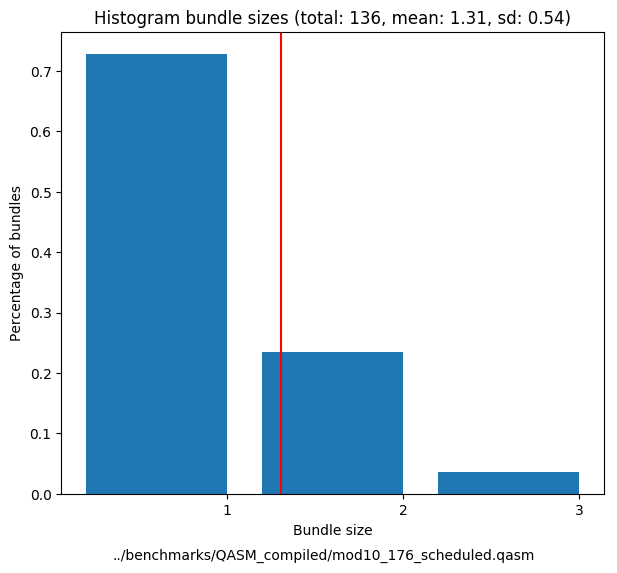 Histogram bundle sizes (total: 136, mean: 1.31, sd: 0.54)
Percentage of bundles
0.7
0.6
0.5
0.4
0.3
0.2
0.1
0.0
1 2 3
Bundle size
../benchmarks/QASM_compiled/mod10_176_scheduled.qasm